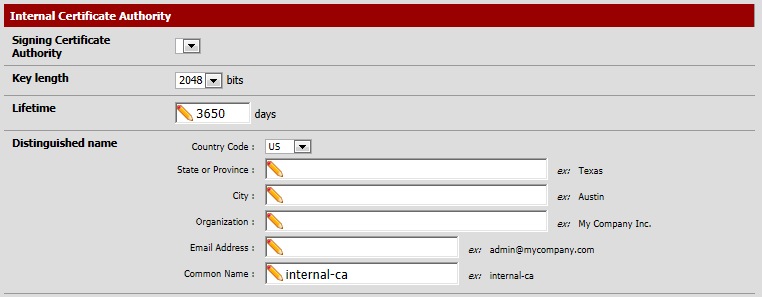 Internal Certificate Authority
Signing Certificate
Authority
Key length 2048 bits
Lifetime 3650 days
Distinguished name Country Code : US
State or Province : ex: Texas
City : ex: Austin
Organization : ex: My Company Inc.
Email Address : ex: admin@mycompany.com
Common Name : internal-ca ex: internal-ca